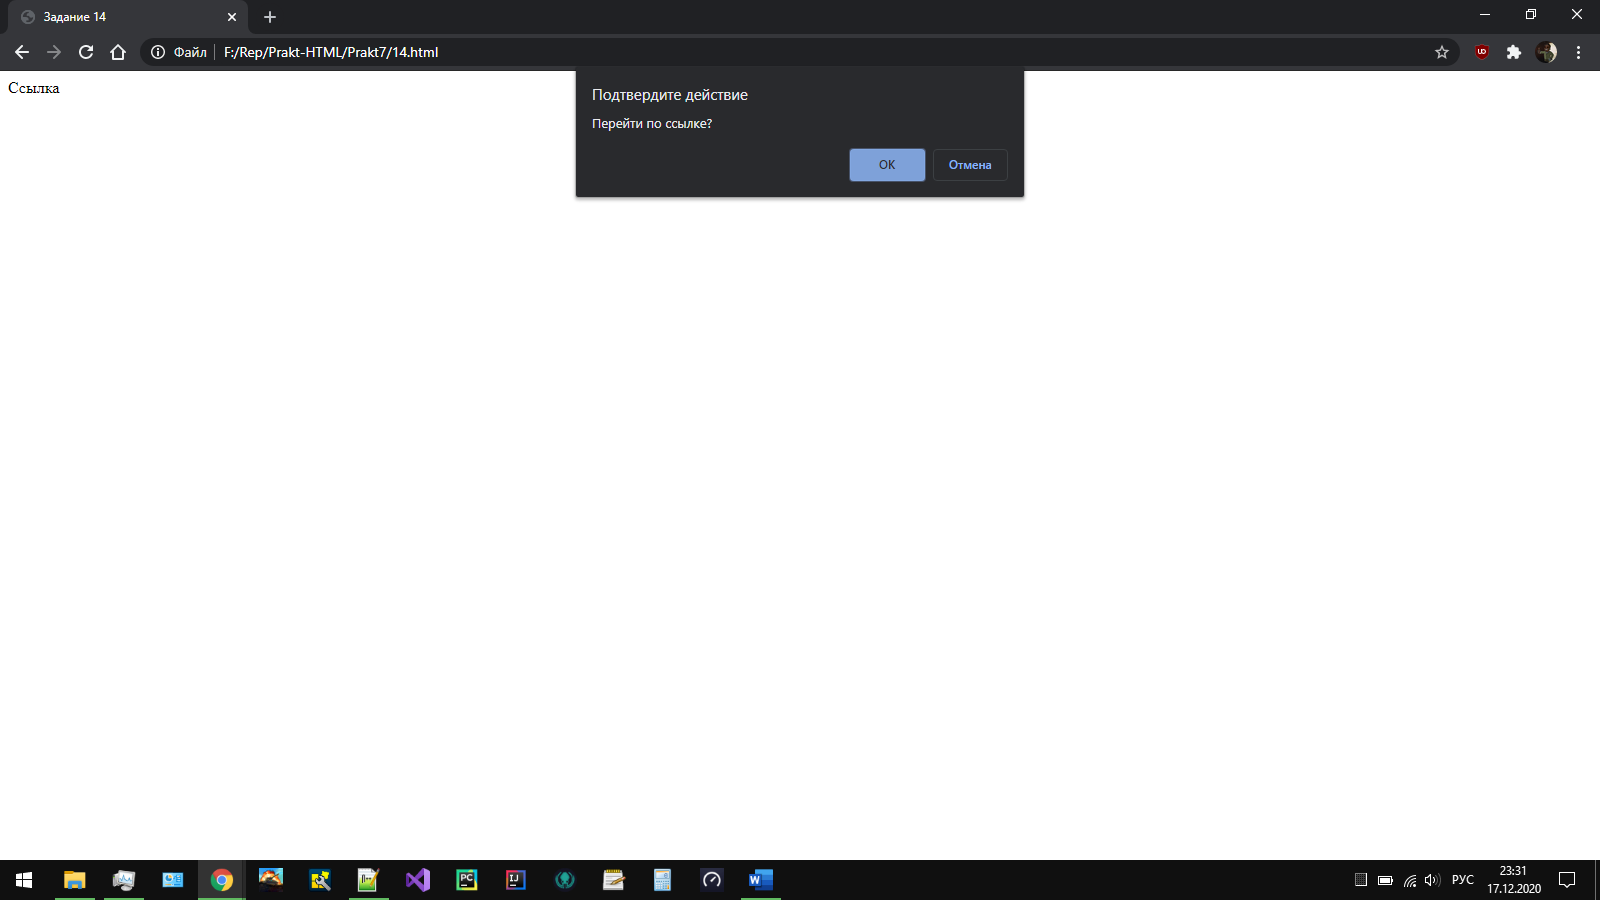 Задание 14
Файл
F:/Rep/Prakt-HTML/Prakt7/14.html
Ссылка
Подтвердите действие
Перейти по ссылке?
ОК
Отмена
РУС
23:31
17.12.2020